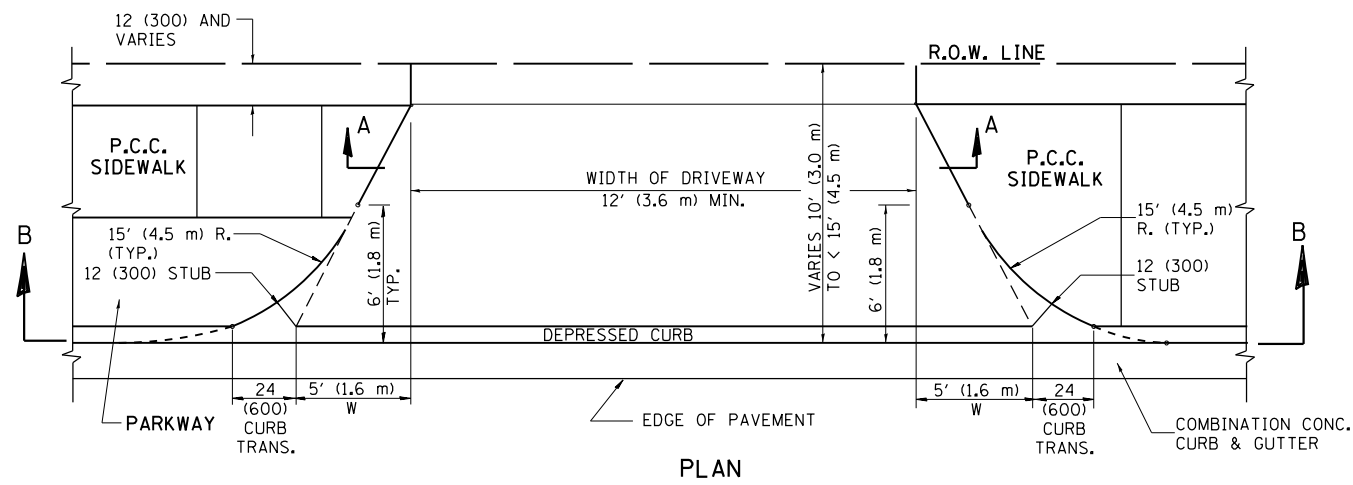 12 (300) AND
VARIES
R.O.W. LINE
A
A
P.C.C.
SIDEWALK
P.C.C.
SIDEWALK
WIDTH OF DRIVEWAY
12' (3.6 m) MIN.
VARIES 10' (3.0 m)
TO < 15' (4.5 m)
15' (4.5 m) R.
(TYP.)
12 (300) STUB
6' (1.8 m)
TYP.
6' (1.8 m)
15' (4.5 m)
R. (TYP.)
12 (300)
STUB
B
B
DEPRESSED CURB
24
(600)
CURB
TRANS.
5' (1.6 m)
W
5' (1.6 m)
W
24
(600)
CURB
TRANS.
PARKWAY
EDGE OF PAVEMENT
COMBINATION CONC.
CURB & GUTTER
PLAN